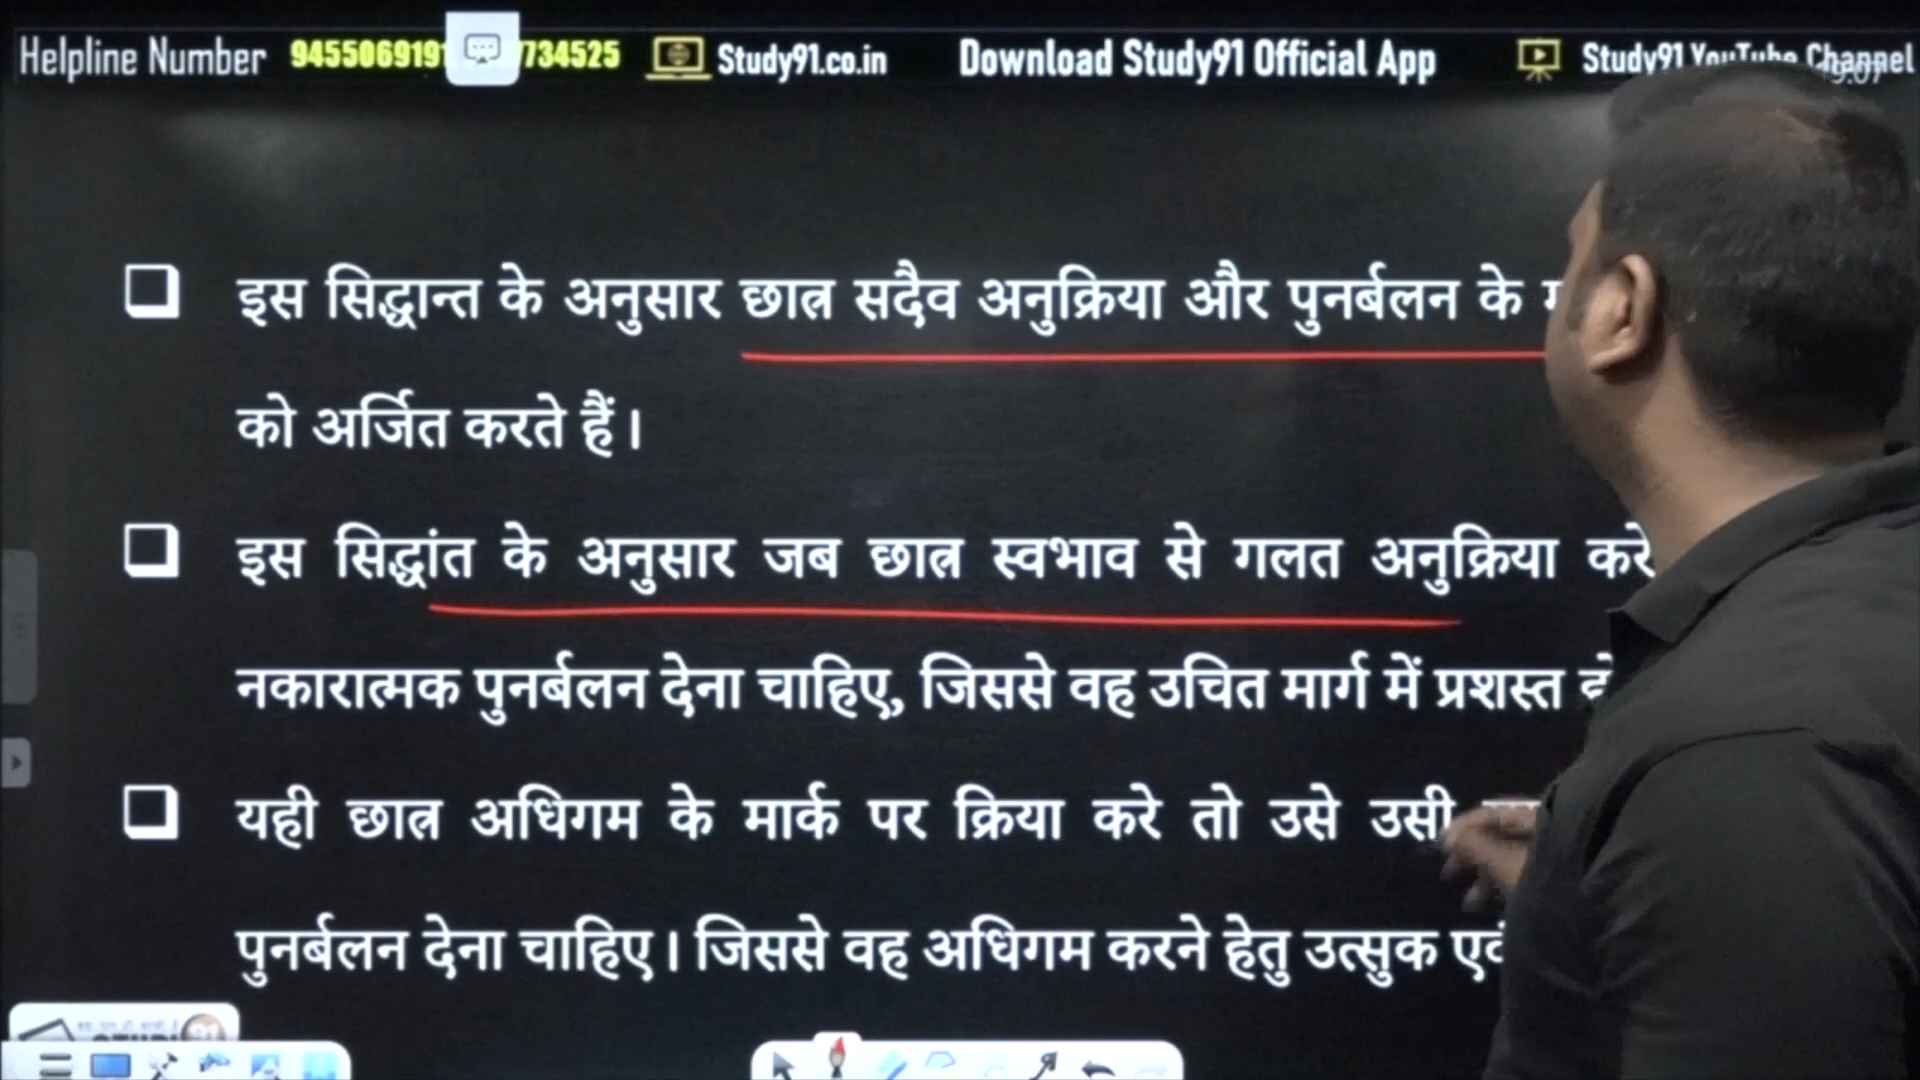 Helpline Number 945506919 7734525 Study91.co.in Download Study91 Official App Study91 YouTube Channel
इस सिद्धान्त के अनुसार छात्र सदैव अनुक्रिया और पुनर्बलन के
को अर्जित करते हैं।
इस सिद्धांत के अनुसार जब छात्र स्वभाव से गलत अनुक्रिया करे
नकारात्मक पुनर्बलन देना चाहिए, जिससे वह उचित मार्ग में प्रशस्त
यही छात्र अधिगम के मार्क पर क्रिया करे तो उसे उसी
पुनर्बलन देना चाहिए। जिससे वह अधिगम करने हेतु उत्सुक